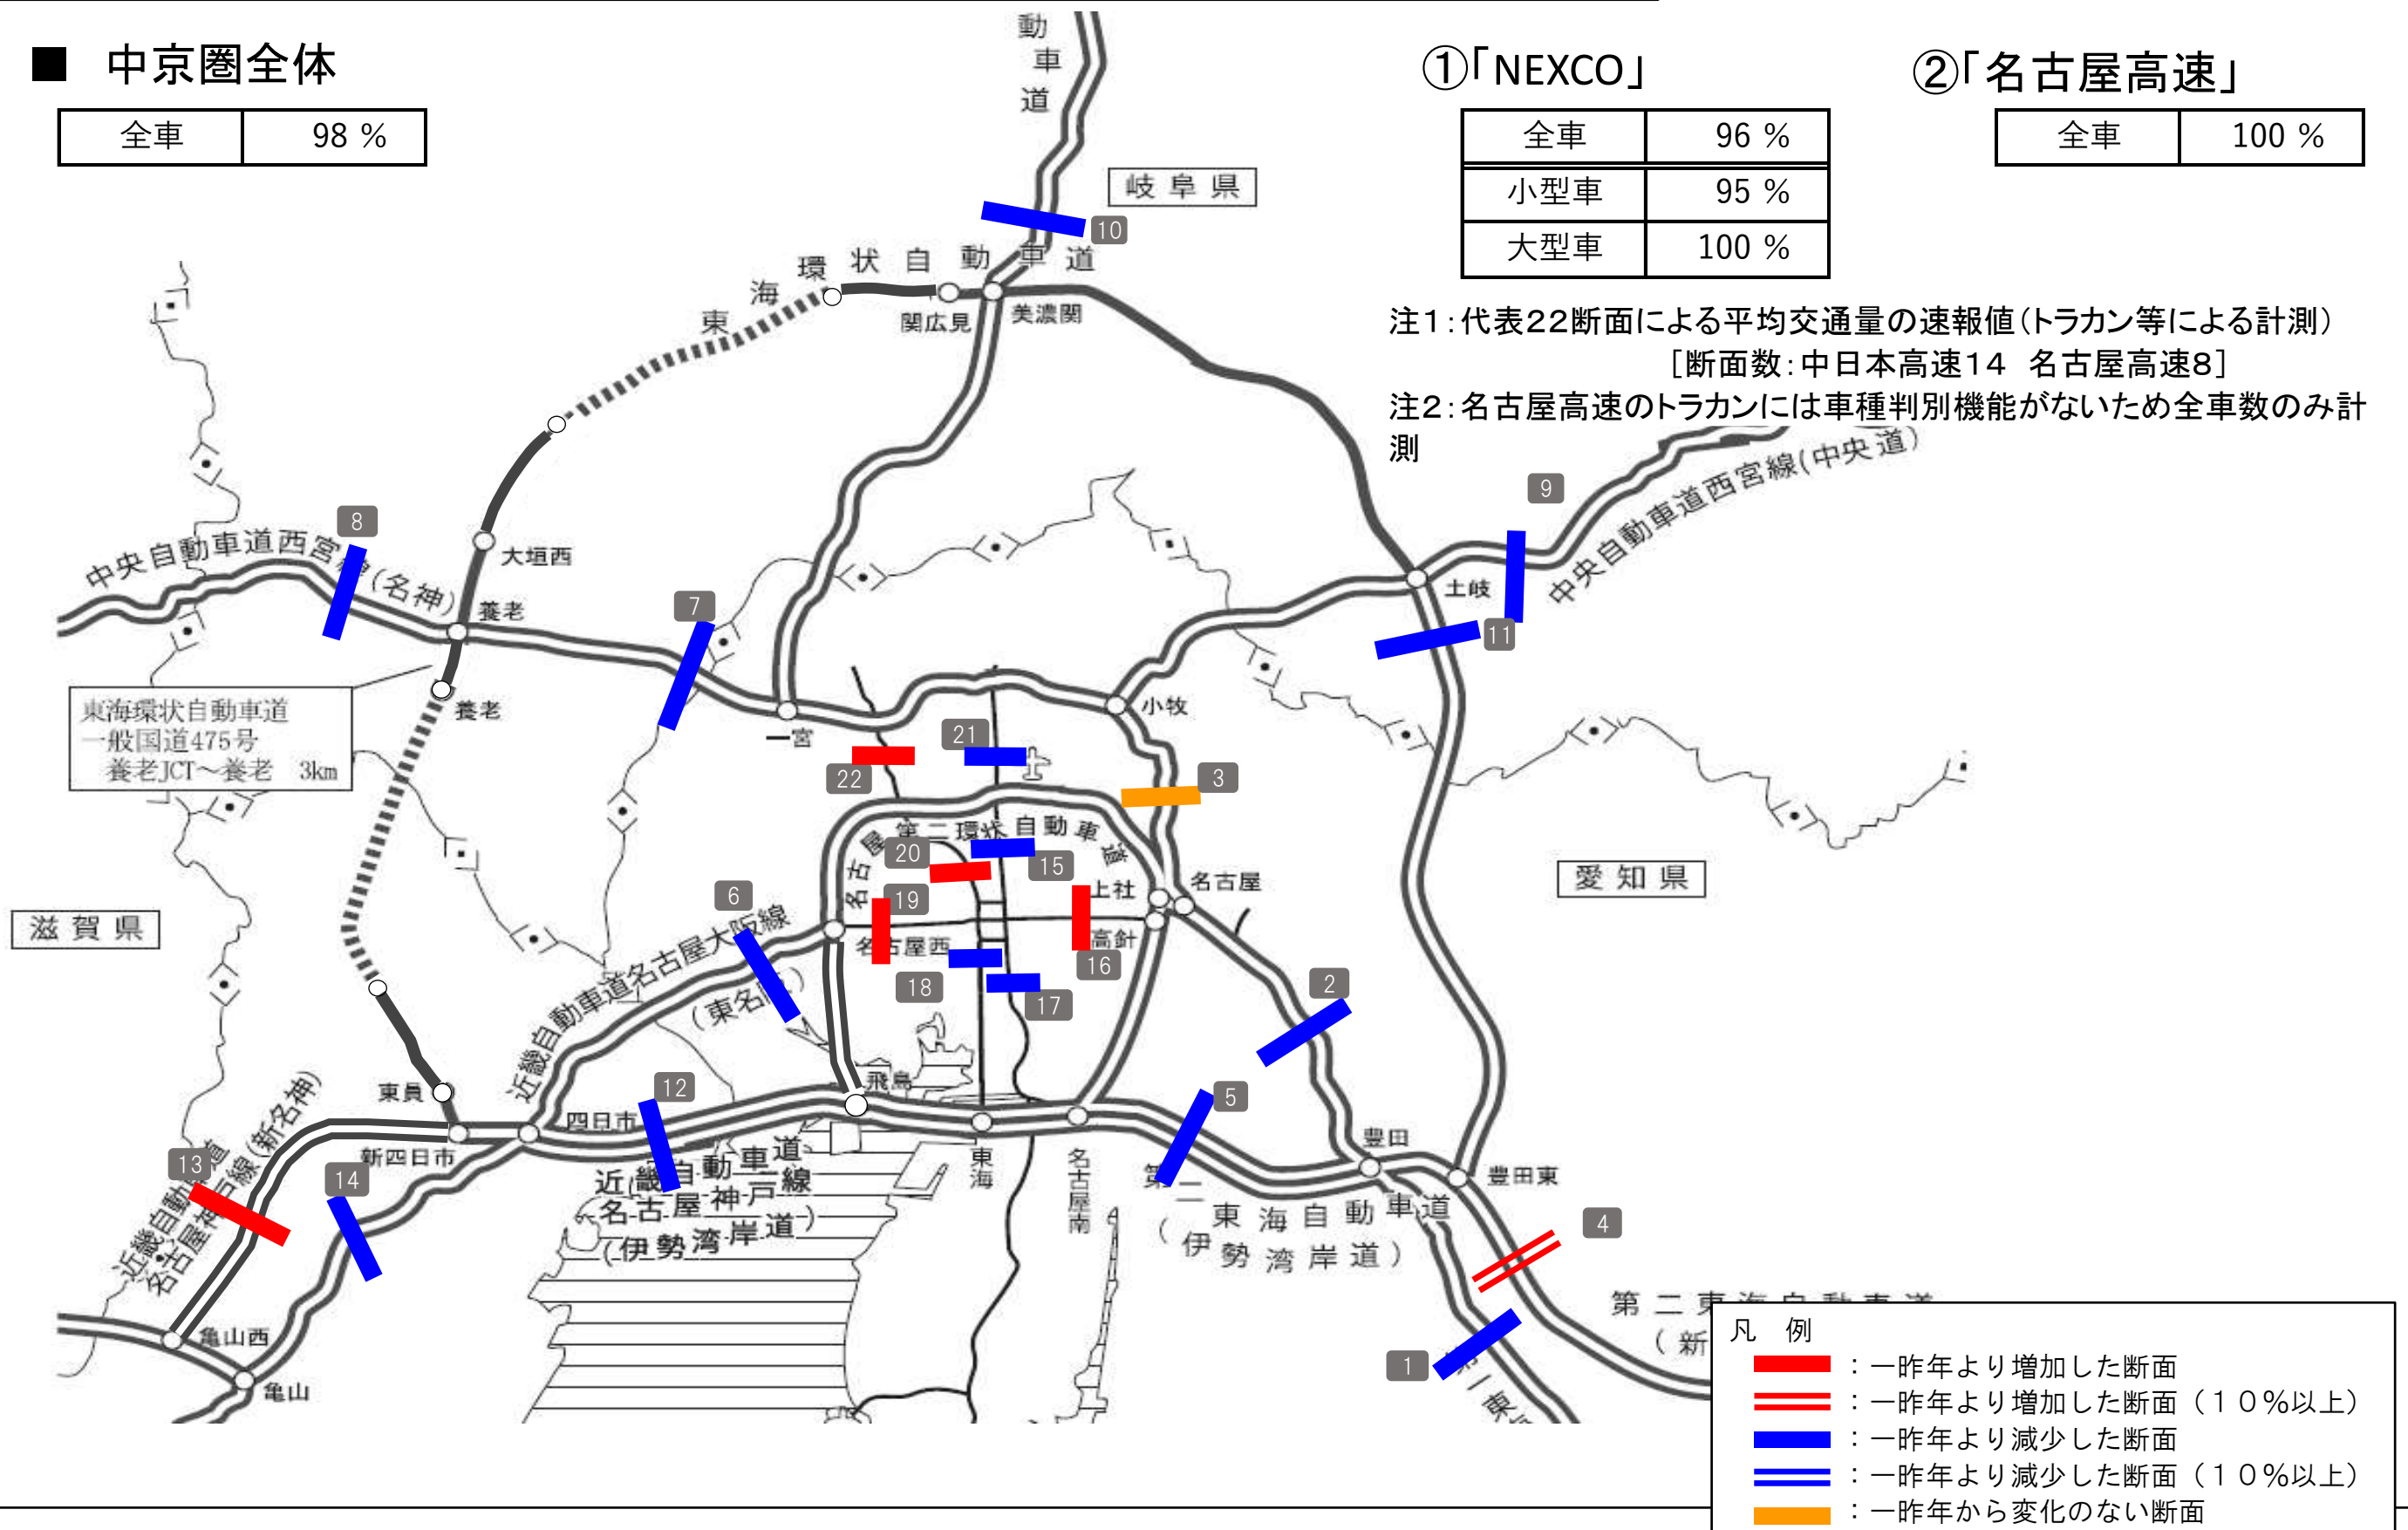 ■ 中京圏全体
全車 98 %
①「NEXCO」
全車 96 %
小型車 95 %
大型車 100 %
②「名古屋高速」
全車 100 %
注1:代表22断面による平均交通量の速報値(トラカン等による計測)
[断面数:中日本高速14 名古屋高速8]
注2:名古屋高速のトラカンには車種判別機能がないため全車数のみ計
測
動車道
岐阜県
10
東海環状自動車道
関広見
美濃関
9
中央自動車道西宮線(中央道)
8
中央自動車道西宮線(名神)
大垣西
養老
7
土岐
11
東海環状自動車道
一般国道475号
養老JCT～養老 3km
養老
一宮
小牧
21
22
3
名古屋第二環状自動車道
20
15
19
上社
名古屋
愛知県
6
滋賀県
近畿自動車道名古屋大阪線
(東名阪)
名古屋西
高針
16
18
17
2
飛島
東員
12
5
四日市
新四日市
近畿自動車道
名古屋神戸線(新名神)
13
14
近畿自動車道
名古屋神戸線
(伊勢湾岸道)
東海
名古屋南
豊田
豊田東
第二東海自動車道
(伊勢湾岸道)
4
亀山西
亀山
1
第二東海自動車道
(新
第一東
凡 例
:一昨年より増加した断面
:一昨年より増加した断面(10%以上)
:一昨年より減少した断面
:一昨年より減少した断面(10%以上)
:一昨年から変化のない断面